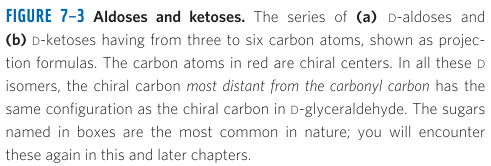 FIGURE 7–3 Aldoses and ketoses. The series of (a) D-aldoses and
(b) D-ketoses having from three to six carbon atoms, shown as projec-
tion formulas. The carbon atoms in red are chiral centers. In all these D
isomers, the chiral carbon most distant from the carbonyl carbon has the
same configuration as the chiral carbon in D-glyceraldehyde. The sugars
named in boxes are the most common in nature; you will encounter
these again in this and later chapters.